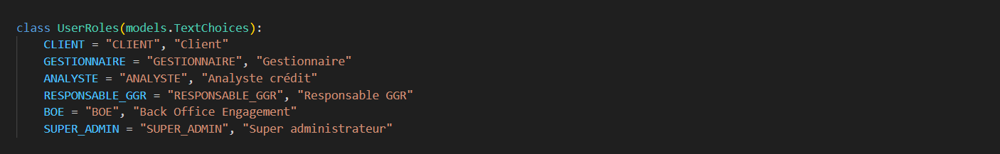 class UserRoles(models.TextChoices):
    CLIENT = "CLIENT", "Client"
    GESTIONNAIRE = "GESTIONNAIRE", "Gestionnaire"
    ANALYSTE = "ANALYSTE", "Analyste crédit"
    RESPONSABLE_GGR = "RESPONSABLE_GGR", "Responsable GGR"
    BOE = "BOE", "Back Office Engagement"
    SUPER_ADMIN = "SUPER_ADMIN", "Super administrateur"